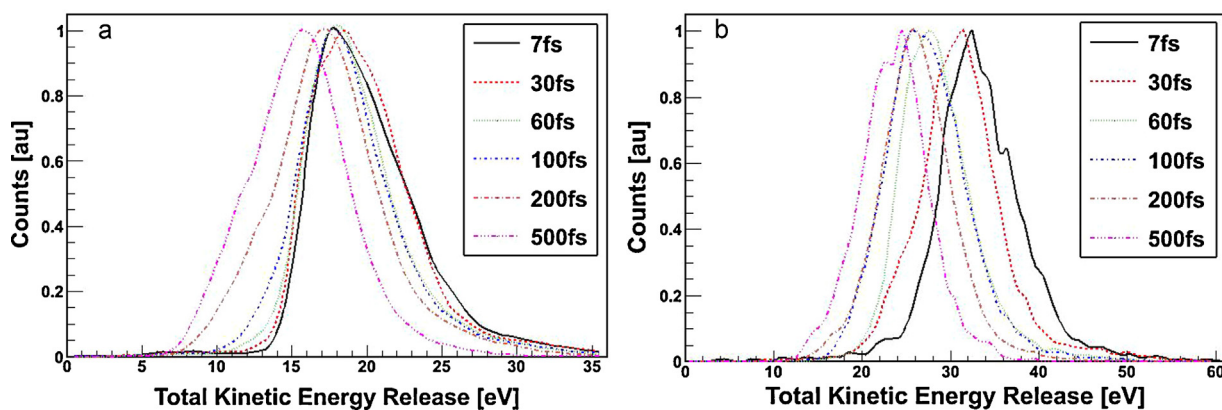 a
Counts [au]
1
0.8
0.6
0.4
0.2
0
0 5 10 15 20 25 30 35
Total Kinetic Energy Release [eV]
7fs
30fs
60fs
100fs
200fs
500fs
b
Counts [au]
1
0.8
0.6
0.4
0.2
0
0 10 20 30 40 50 60
Total Kinetic Energy Release [eV]
7fs
30fs
60fs
100fs
200fs
500fs